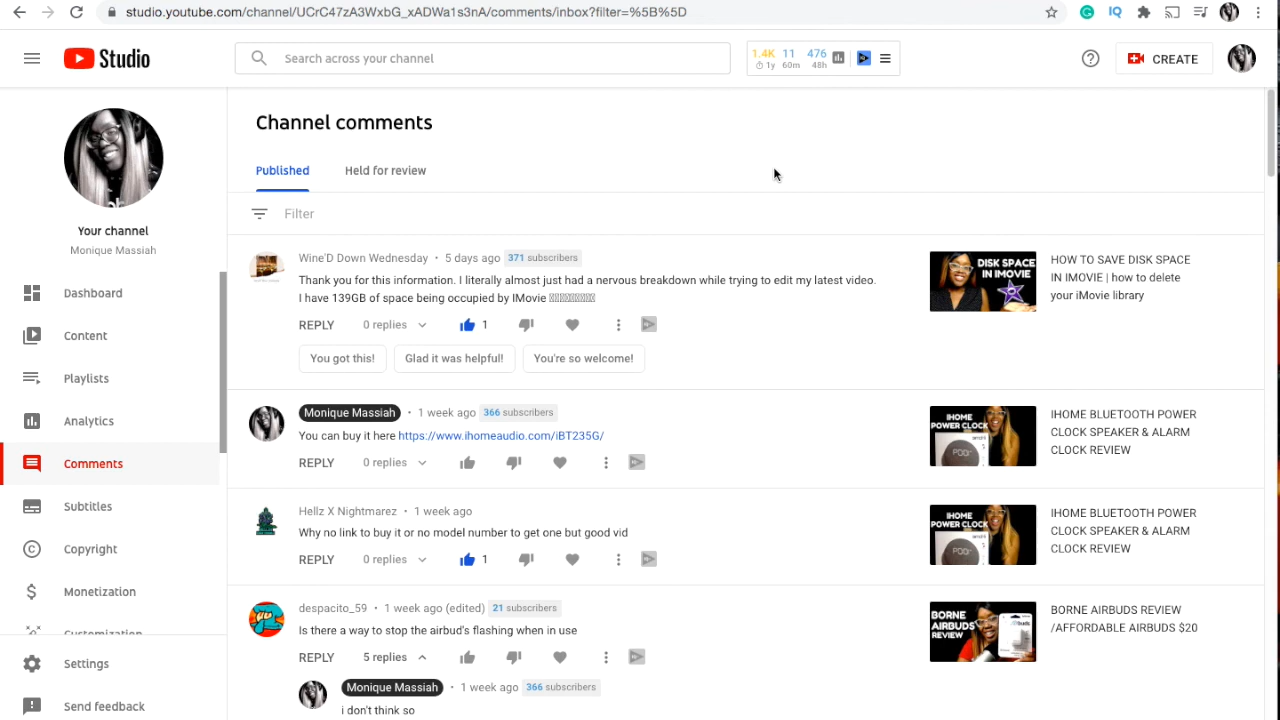 studio.youtube.com/channel/UCrC47zA3WxbG_xADWa1s3nA/comments/inbox?filter=%5B%5D
Studio
Search across your channel
1.4K 11 476
1y 60m 48h
CREATE
Your channel
Monique Massiah
Dashboard
Content
Playlists
Analytics
Comments
Subtitles
Copyright
Monetization
Customization
Settings
Send feedback
Channel comments
Published Held for review
Filter
Wine'D Down Wednesday • 5 days ago 371 subscribers
Thank you for this information. I literally almost just had a nervous breakdown while trying to edit my latest video.
I have 139GB of space being occupied by IMovie
REPLY 0 replies 1
You got this! Glad it was helpful! You're so welcome!
DISK SPACE
IN IMOVIE
HOW TO SAVE DISK SPACE
IN IMOVIE | how to delete
your iMovie library
Monique Massiah • 1 week ago 366 subscribers
You can buy it here https://www.ihomeaudio.com/iBT235G/
REPLY 0 replies
IHOME
POWER CLOCK
IHOME BLUETOOTH POWER
CLOCK SPEAKER & ALARM
CLOCK REVIEW
Hellz X Nightmarez • 1 week ago
Why no link to buy it or no model number to get one but good vid
REPLY 0 replies 1
IHOME
POWER CLOCK
IHOME BLUETOOTH POWER
CLOCK SPEAKER & ALARM
CLOCK REVIEW
despacito_59 • 1 week ago (edited) 21 subscribers
Is there a way to stop the airbud's flashing when in use
REPLY 5 replies
BORNE
AIRBUDS
REVIEW
BORNE AIRBUDS REVIEW
/AFFORDABLE AIRBUDS $20
Monique Massiah • 1 week ago 366 subscribers
i don't think so